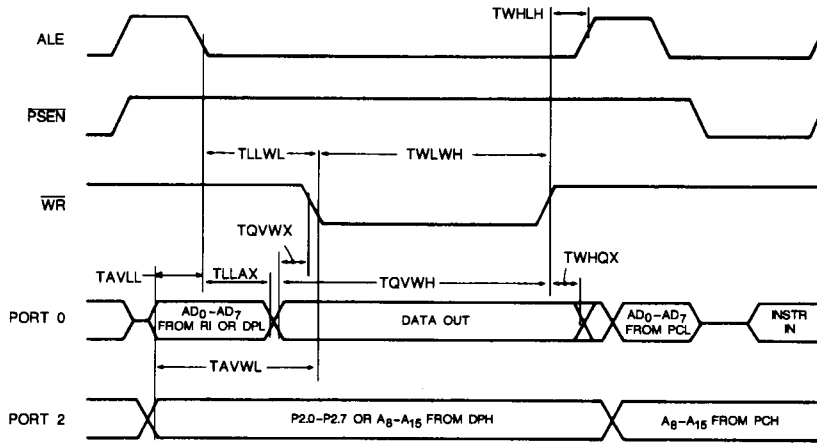 TWHLH
ALE
PSEN
TLLWL
TWLWH
WR
TQVWX
TAVLL
TLLAX
TQVWH
TWHQX
PORT 0
AD0-AD7
FROM RI OR DPL
DATA OUT
AD0-AD7
FROM PCL
INSTR
IN
TAVWL
PORT 2
P2.0-P2.7 OR A8-A15 FROM DPH
A8-A15 FROM PCH